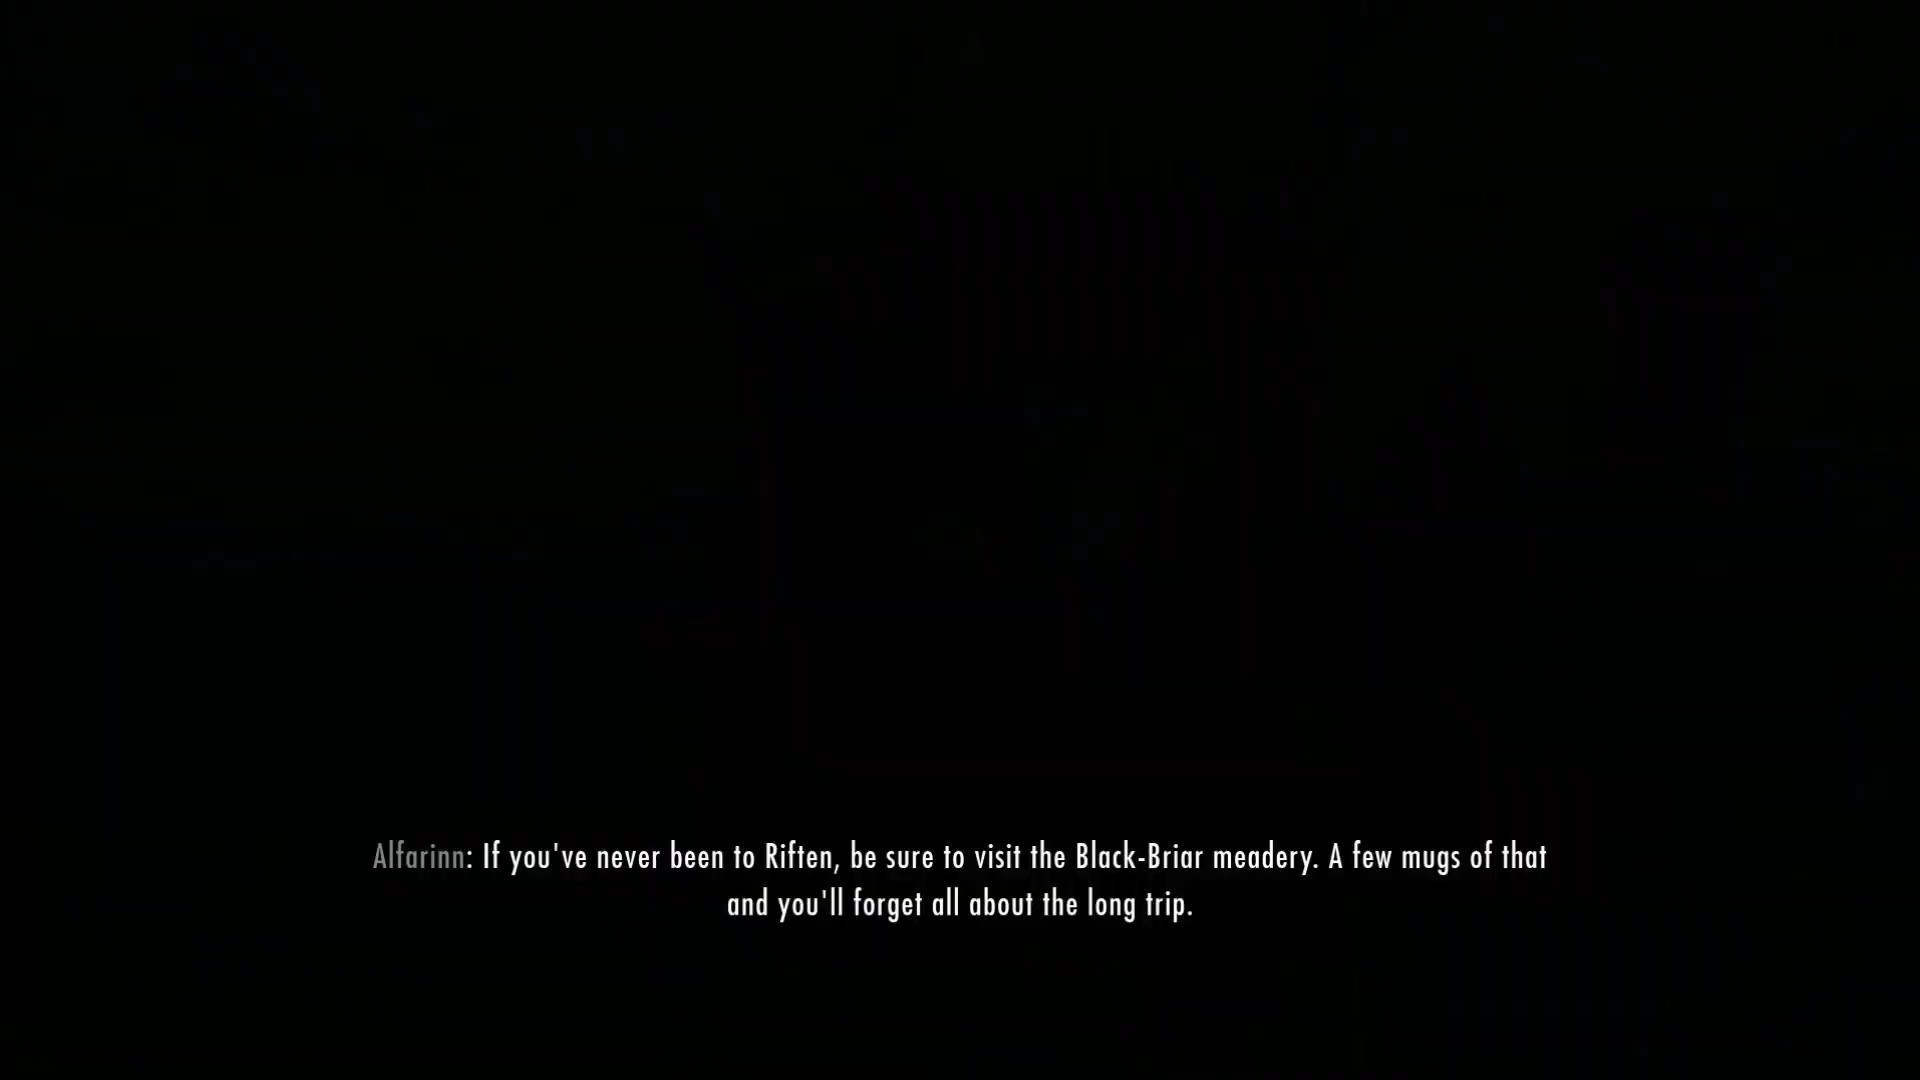 Alfarinn: If you've never been to Riften, be sure to visit the Black-Briar meadery. A few mugs of that
and you'll forget all about the long trip.